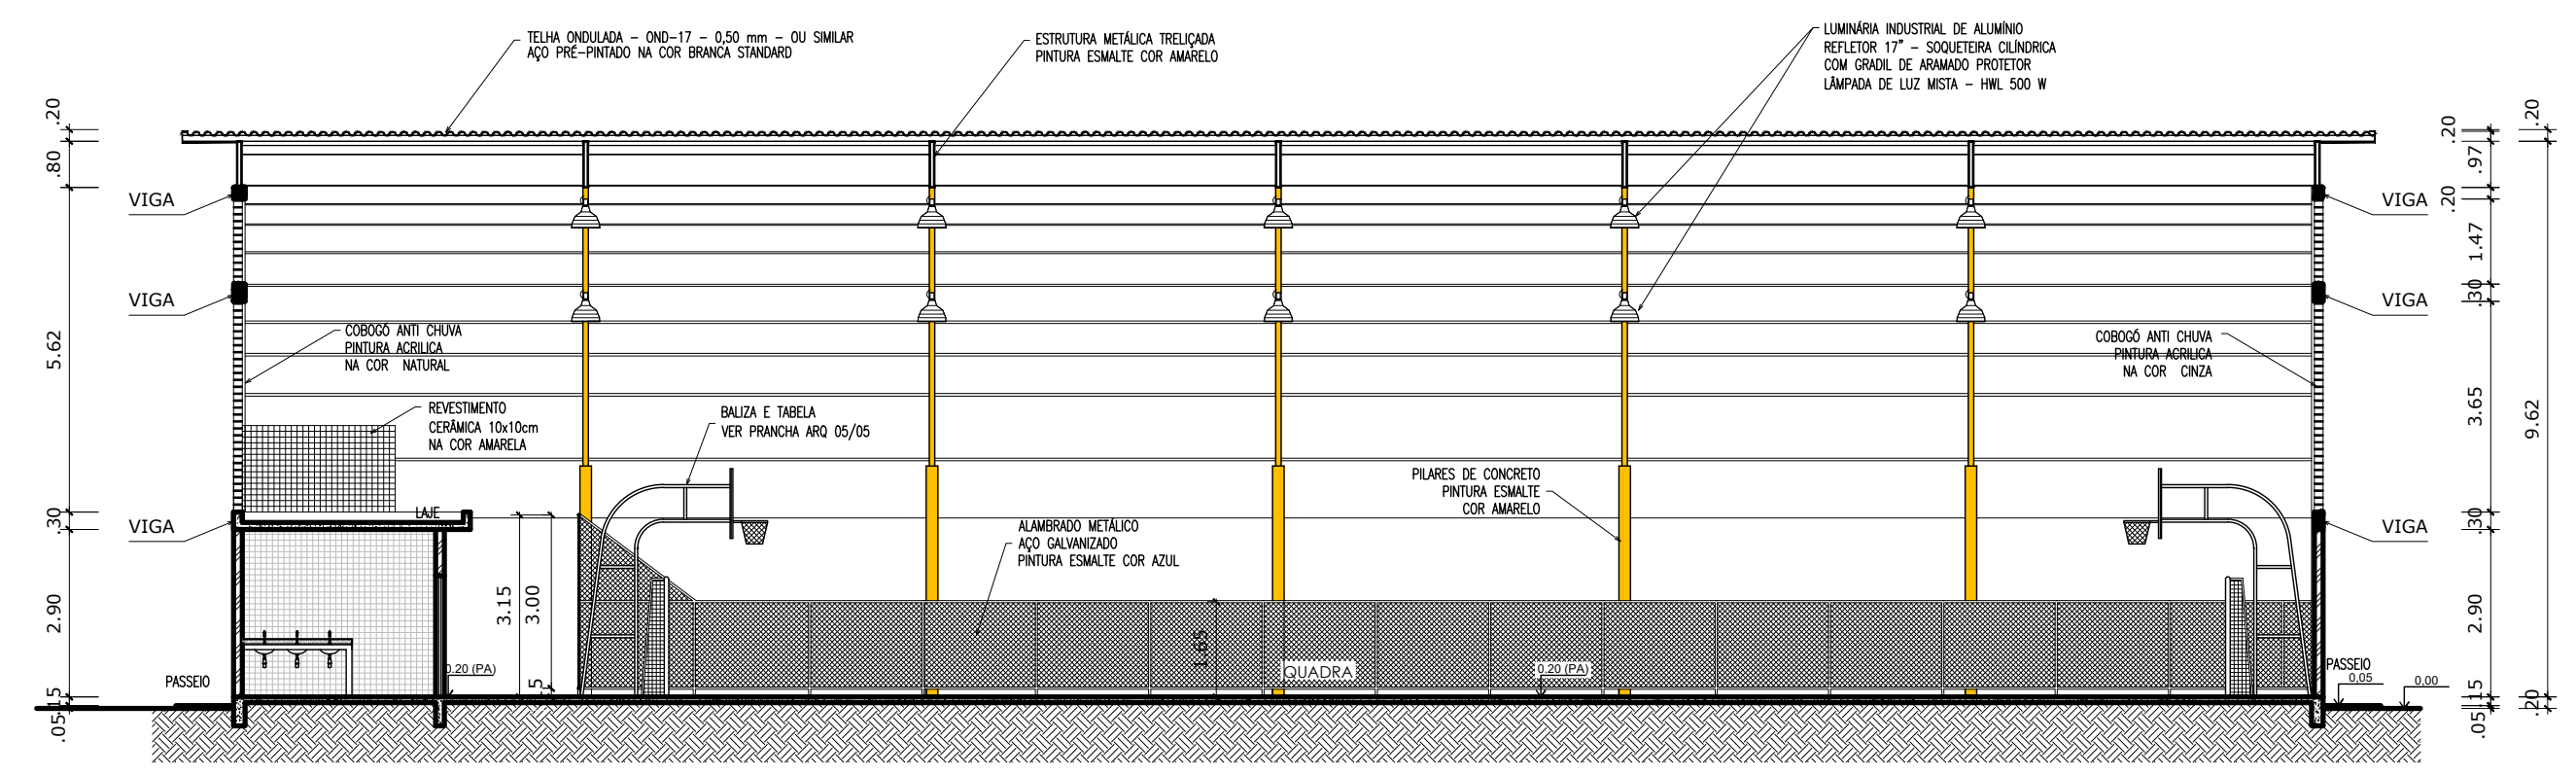 TELHA ONDULADA - OND-17 - 0,50 mm - OU SIMILAR
AÇO PRÉ-PINTADO NA COR BRANCA STANDARD
ESTRUTURA METÁLICA TRELIÇADA
PINTURA ESMALTE COR AMARELO
LUMINÁRIA INDUSTRIAL DE ALUMÍNIO
REFLETOR 17" - SOQUETEIRA CILÍNDRICA
COM GRADIL DE ARAMADO PROTETOR
LÂMPADA DE LUZ MISTA - HWL 500 W
.20
.80
5.62
.30
2.90
.15
.05
VIGA
VIGA
VIGA
PASSEIO
COBOGÓ ANTI CHUVA
PINTURA ACRILICA
NA COR NATURAL
REVESTIMENTO
CERÂMICA 10x10cm
NA COR AMARELA
LAJE
0.20 (PA)
BALIZA E TABELA
VER PRANCHA ARQ 05/05
3.15
3.00
ALAMBRADO METÁLICO
AÇO GALVANIZADO
PINTURA ESMALTE COR AZUL
1.65
QUADRA
PILARES DE CONCRETO
PINTURA ESMALTE
COR AMARELO
0.20 (PA)
COBOGÓ ANTI CHUVA
PINTURA ACRILICA
NA COR CINZA
VIGA
VIGA
VIGA
PASSEIO
0,05
0,00
.20
.97
.20
1.47
.30
3.65
.30
2.90
.15
.05
.20
9.62
.20